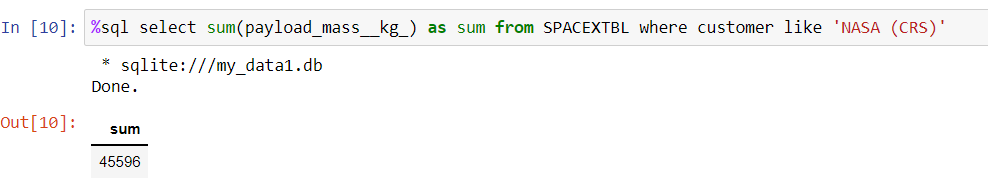 In [10]: %sql select sum(payload_mass__kg_) as sum from SPACEXTBL where customer like 'NASA (CRS)'
* sqlite:///my_data1.db
Done.
Out[10]:
sum
45596